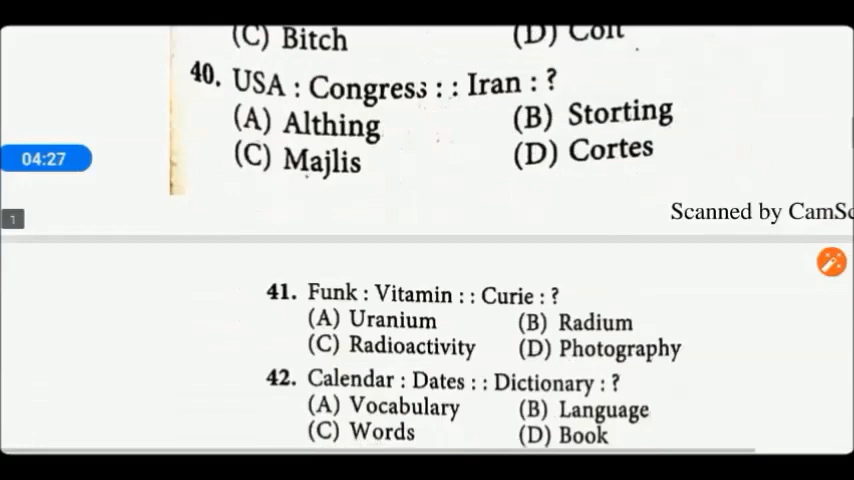 (C) Bitch (D) Colt
40. USA : Congress : : Iran : ?
(A) Althing (B) Storting
(C) Majlis (D) Cortes
04:27
1
Scanned by CamSc
41. Funk : Vitamin : : Curie : ?
(A) Uranium (B) Radium
(C) Radioactivity (D) Photography
42. Calendar : Dates : : Dictionary : ?
(A) Vocabulary (B) Language
(C) Words (D) Book